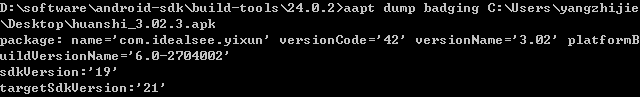 D:\software\android-sdk\build-tools\24.0.2>aapt dump badging C:\Users\yangzhijie
\Desktop\huanshi_3.02.3.apk
package: name='com.idealsee.yixun' versionCode='42' versionName='3.02' platformB
uildVersionName='6.0-2704002'
sdkVersion:'19'
targetSdkVersion:'21'